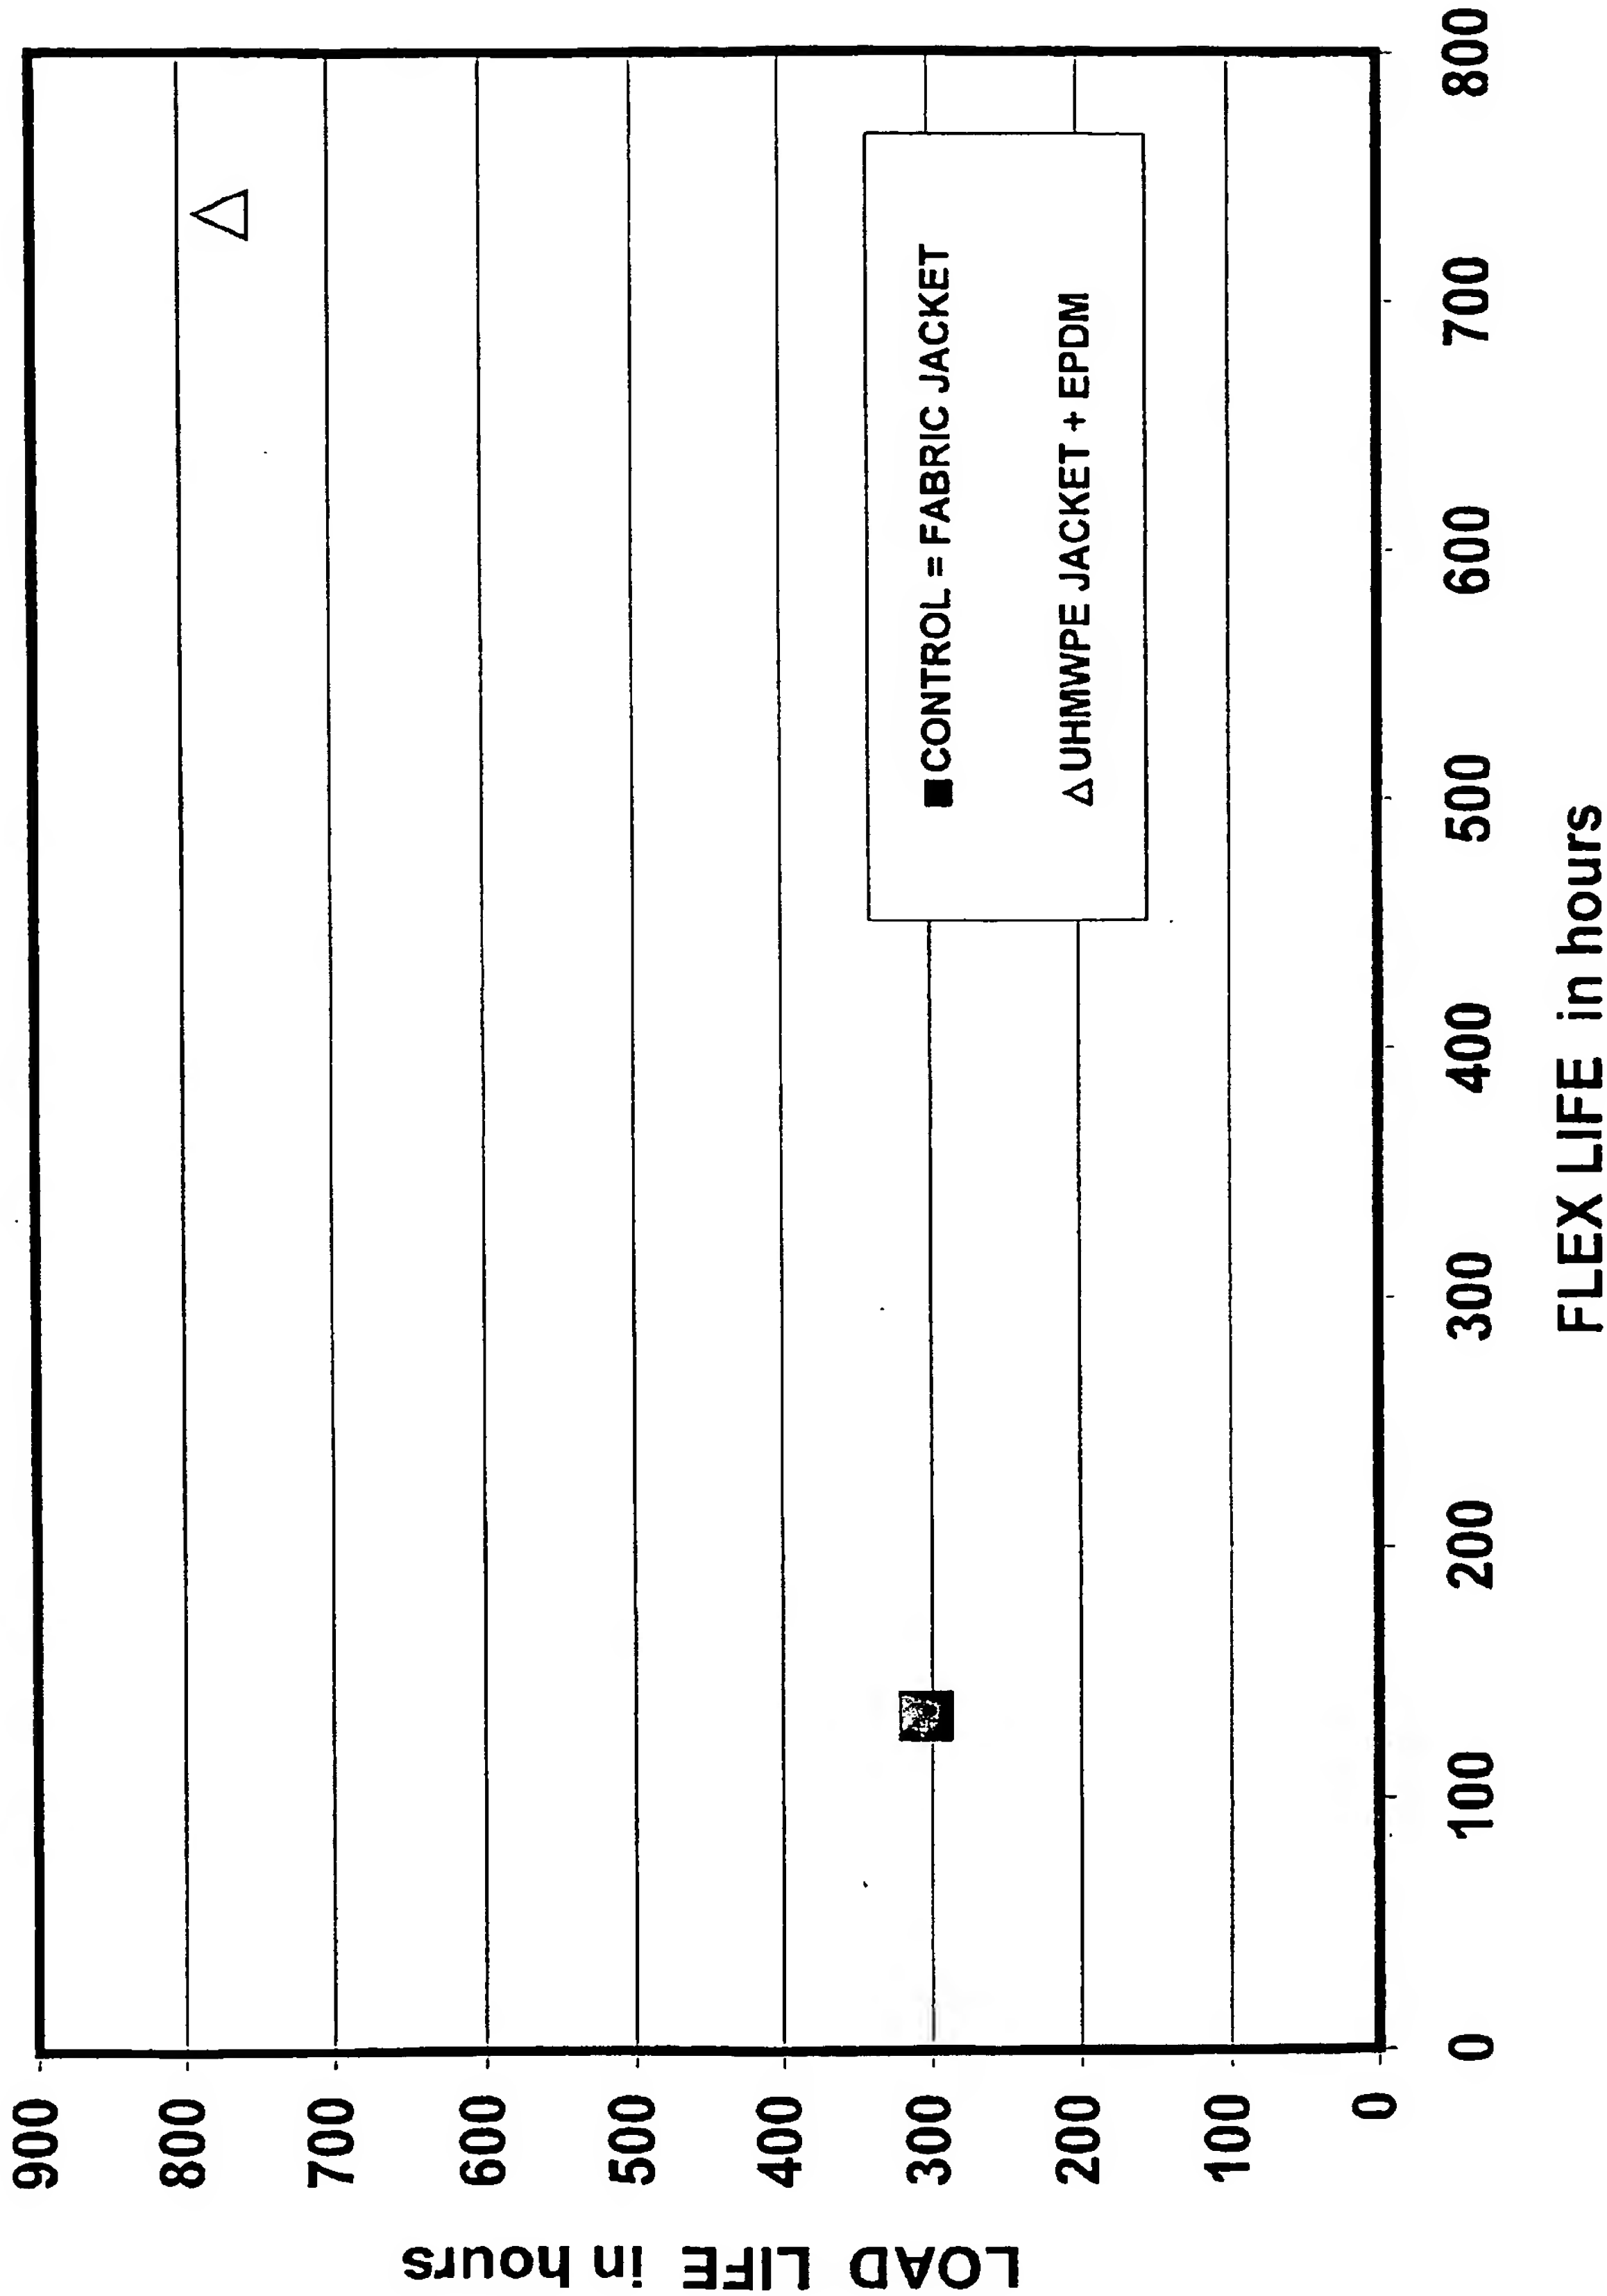 900
800
700
600
500
400
300
200
100
0
LOAD LIFE in hours
■ CONTROL = FABRIC JACKET
△ UHMWPE JACKET + EPDM
0 100 200 300 400 500 600 700 800
FLEX LIFE in hours